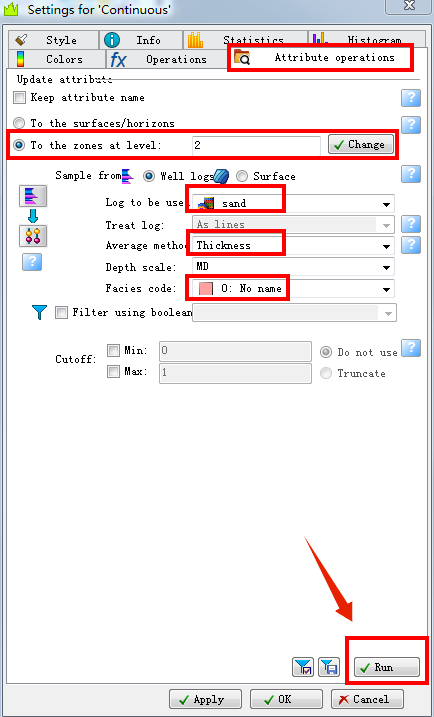 Settings for 'Continuous'
Style Info Statistics Histogram
Colors fx Operations Attribute operations
Update attribute
Keep attribute name ?
To the surfaces/horizons ?
To the zones at level: 2 Change
Sample from Well logs Surface ?
Log to be use sand
Treat log: As lines ?
Average metho Thickness ?
Depth scale: MD
Facies code: 0: No name
?
Filter using boolean
Cutoff: Min: 0 Do not use ?
Max: 1 Truncate
Run
Apply OK Cancel